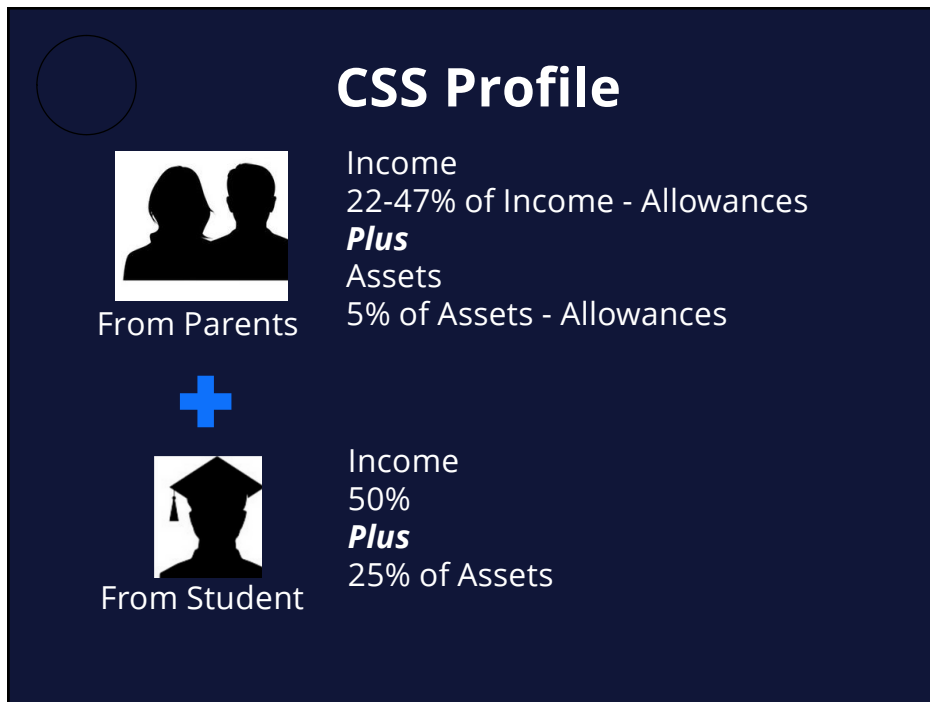 CSS Profile
Income
22-47% of Income - Allowances
Plus
Assets
5% of Assets - Allowances
From Parents
Income
50%
Plus
25% of Assets
From Student